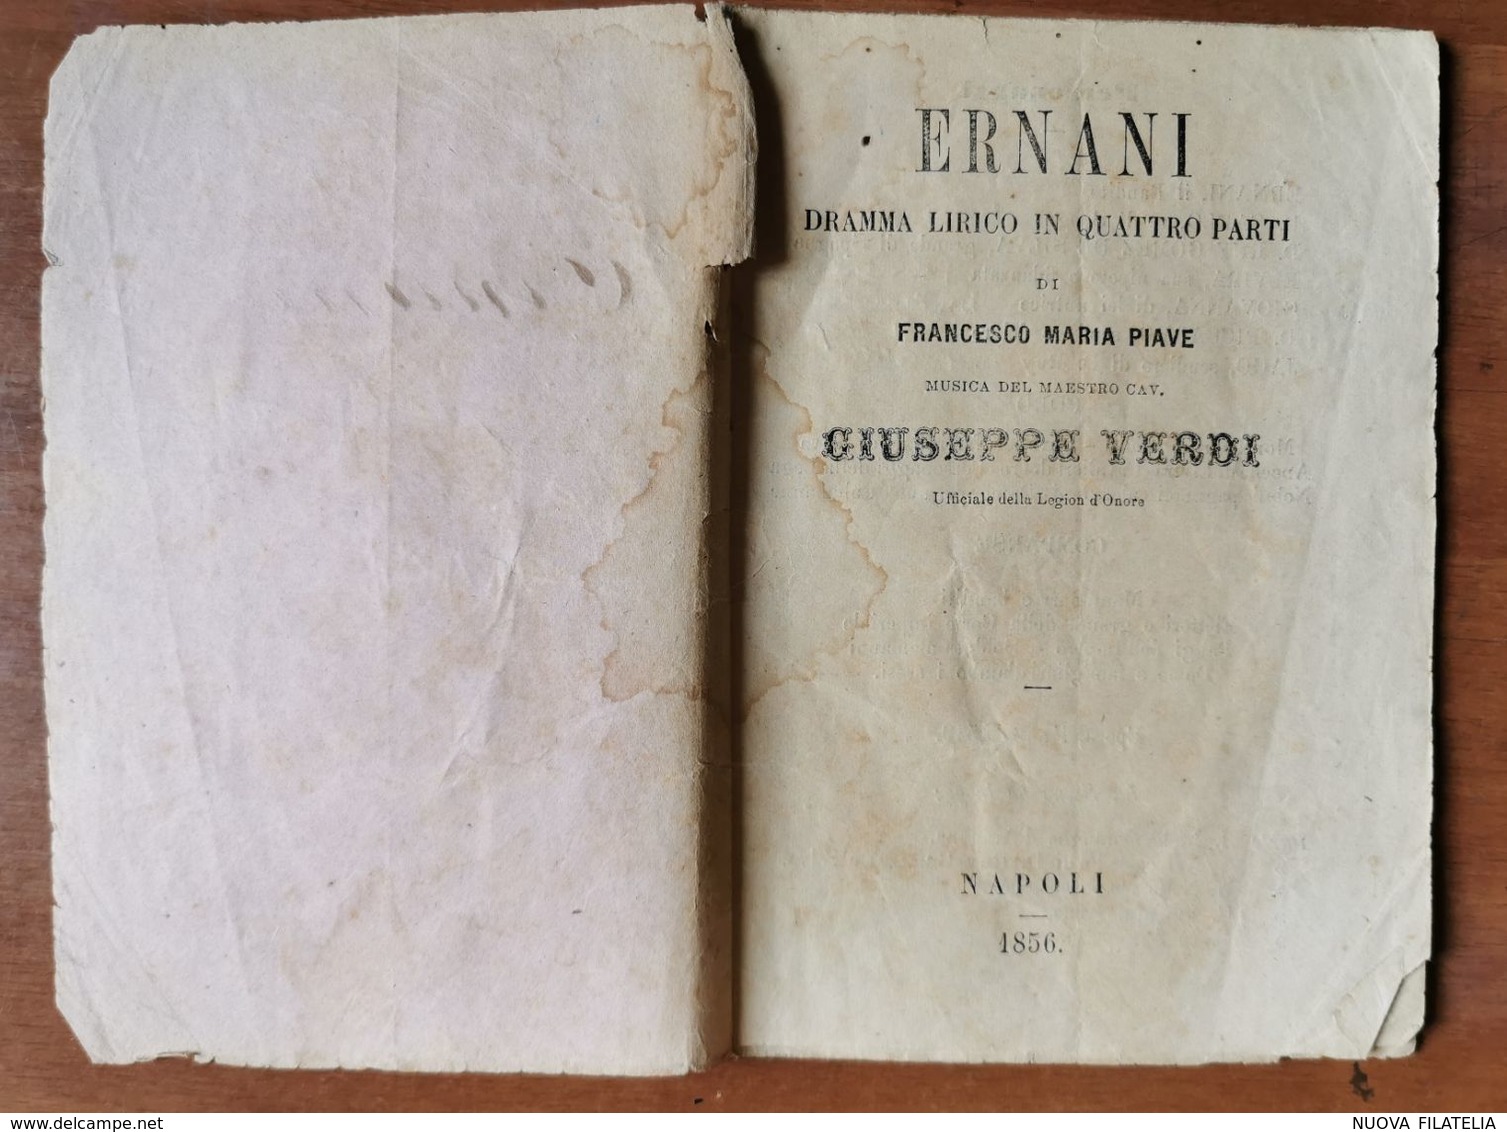 ERNANI
DRAMMA LIRICO IN QUATTRO PARTI
DI
FRANCESCO MARIA PIAVE
MUSICA DEL MAESTRO CAV.
GIUSEPPE VERDI
Ufficiale della Legion d'Onore
NAPOLI
1856.
delcampe.net
NUOVA FILATELIA